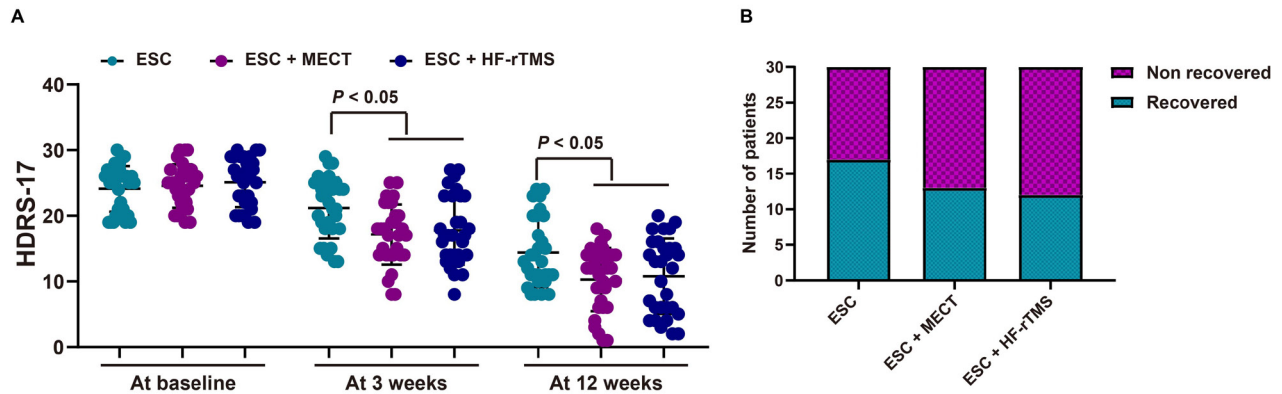 A
ESC
ESC + MECT
ESC + HF-rTMS
HDRS-17
40
30
20
10
0
P < 0.05
P < 0.05
At baseline
At 3 weeks
At 12 weeks
B
Number of patients
30
25
20
15
10
5
0
ESC
ESC + MECT
ESC + HF-rTMS
Non recovered
Recovered